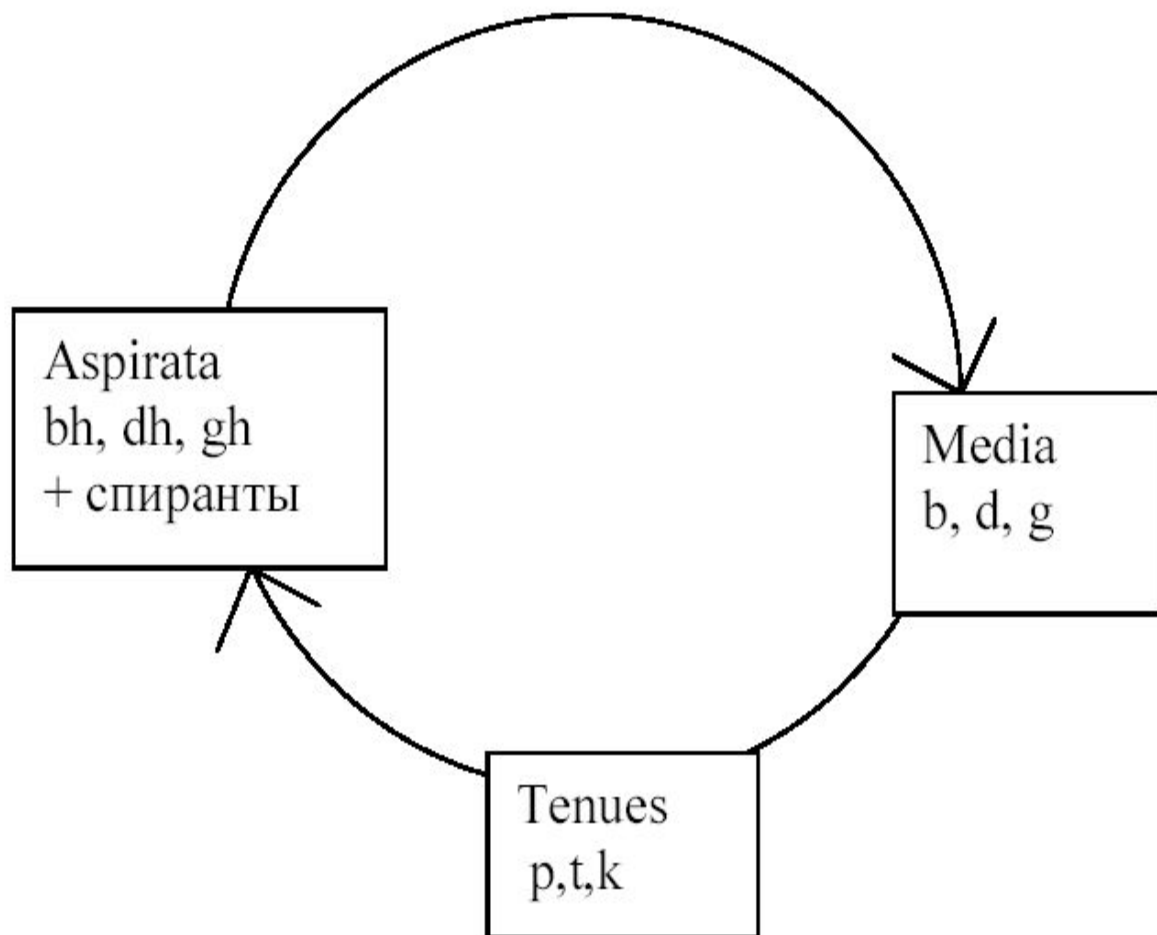 Aspirata
bh, dh, gh
+ спиранты
Media
b, d, g
Tenues
p,t,k